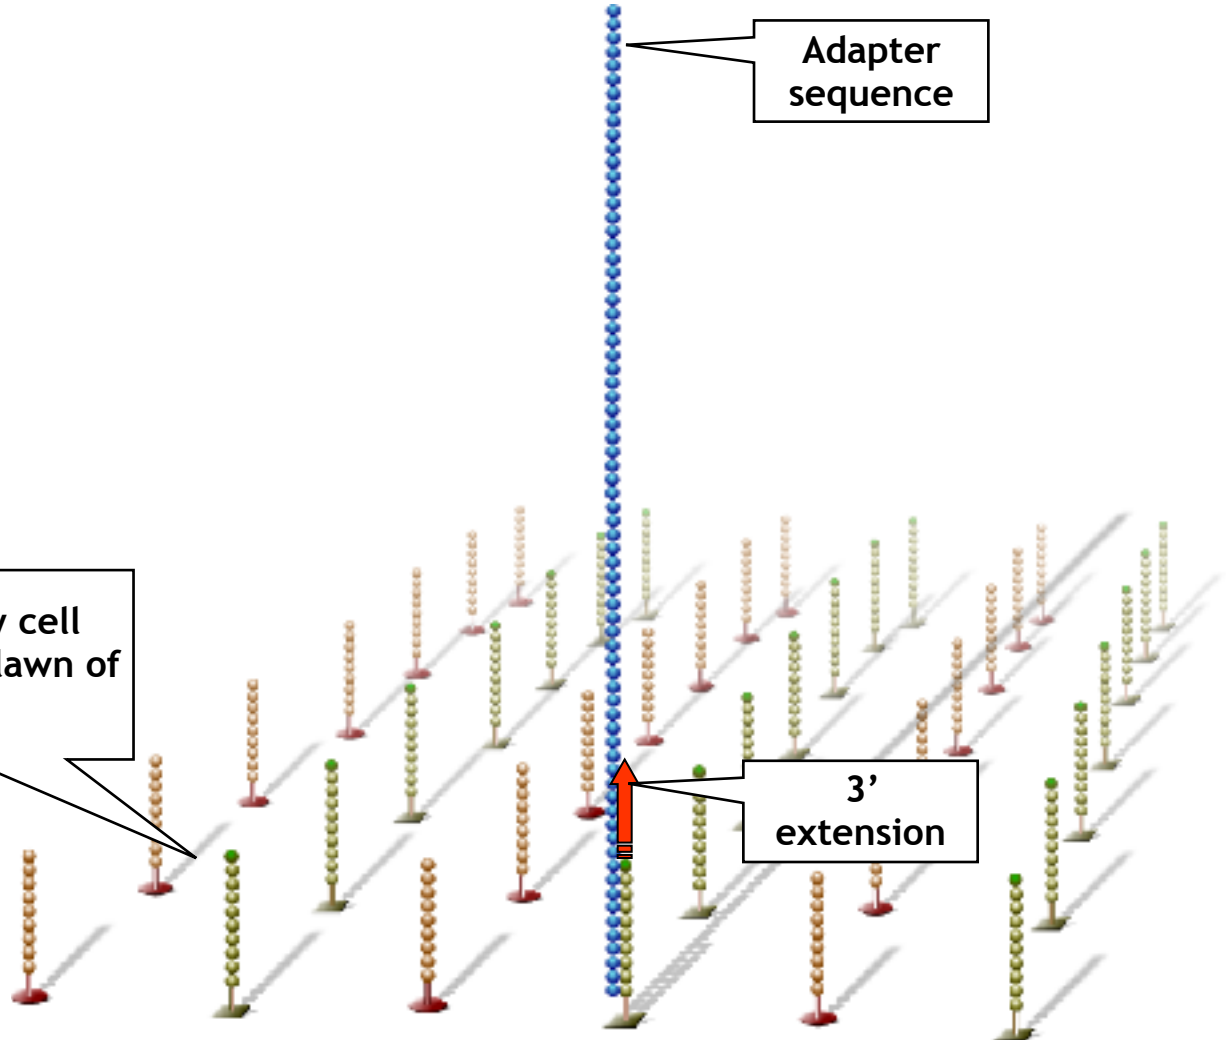 Adapter
sequence
cell
lawn of
3’
extension